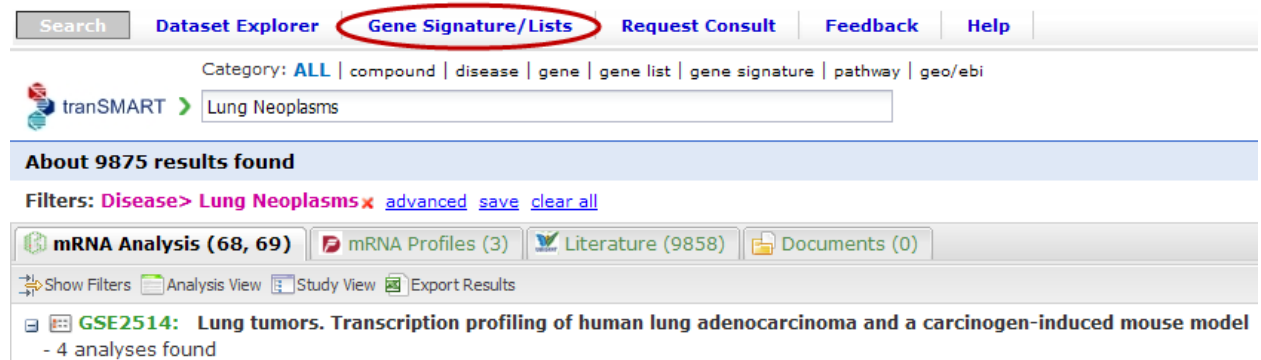 Search Dataset Explorer Gene Signature/Lists Request Consult Feedback Help
Category: ALL | compound | disease | gene | gene list | gene signature | pathway | geo/ebi
tranSMART Lung Neoplasms
About 9875 results found
Filters: Disease> Lung Neoplasms advanced save clear all
mRNA Analysis (68, 69) mRNA Profiles (3) Literature (9858) Documents (0)
Show Filters Analysis View Study View Export Results
GSE2514: Lung tumors. Transcription profiling of human lung adenocarcinoma and a carcinogen-induced mouse model
- 4 analyses found